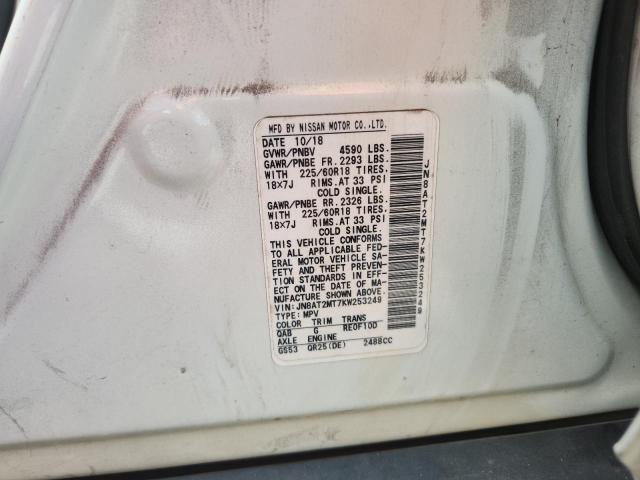 MFD BY NISSAN MOTOR CO.,LTD.
DATE 10/18
GVWR/PNBV 4590 LBS.
GAWR/PNBE FR. 2293 LBS.
WITH 225/60R18 TIRES.
18×7J RIMS.AT 33 PSI
COLD SINGLE.
GAWR/PNBE RR. 2326 LBS.
WITH 225/60R18 TIRES.
18×7J RIMS.AT 33 PSI
COLD SINGLE.
THIS VEHICLE CONFORMS
TO ALL APPLICABLE FED-
ERAL MOTOR VEHICLE SA-
FETY AND THEFT PREVEN-
TION STANDARDS IN EFF-
ECT ON THE DATE OF MA-
NUFACTURE SHOWN ABOVE.
VIN:JN8AT2MT7KW253249
TYPE: MPV
COLOR TRIM TRANS
QAB G RE0F10D
AXLE ENGINE
G553 QR25(DE) 2488CC
JN8AT2MT7KW253249